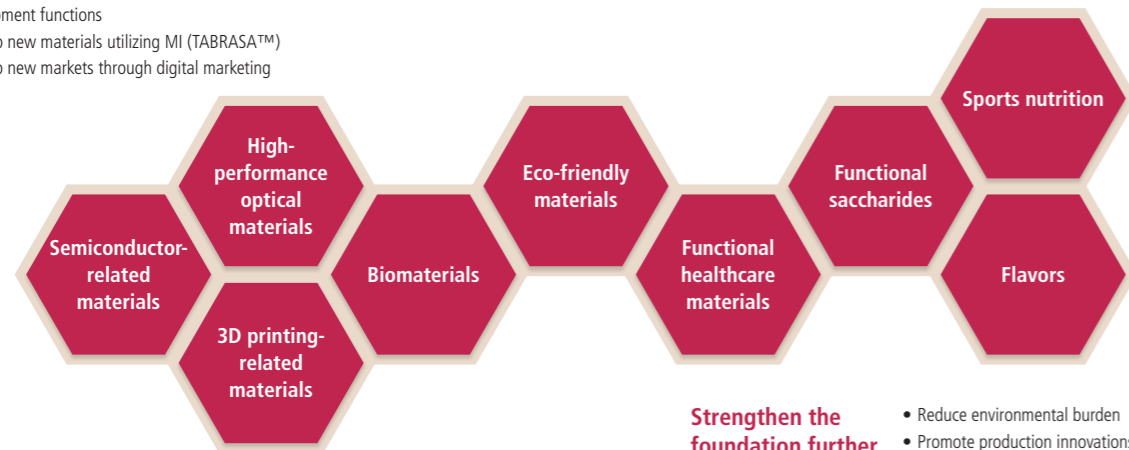 functions
new materials utilizing MI (TABRASA™)
new markets through digital marketing
Sports nutrition
High-
performance
optical
materials
Eco-friendly
materials
Functional
saccharides
Semiconductor-
related
materials
Biomaterials
Functional
healthcare
materials
Flavors
3D printing-
related
materials
Strengthen the
foundation further
• Reduce environmental burden
• Promote production innovations